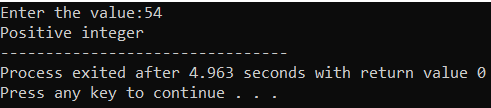 Enter the value:54
Positive integer
--------------------------------
Process exited after 4.963 seconds with return value 0
Press any key to continue . . .